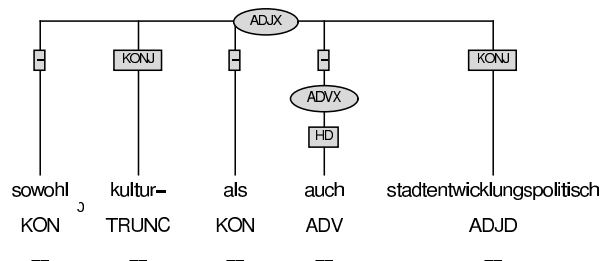 ADJX
- KONJ - - KONJ
ADVX
HD
sowohl kultur- als auch stadtentwicklungspolitisch
KON TRUNC KON ADV ADJD
-- -- -- -- --